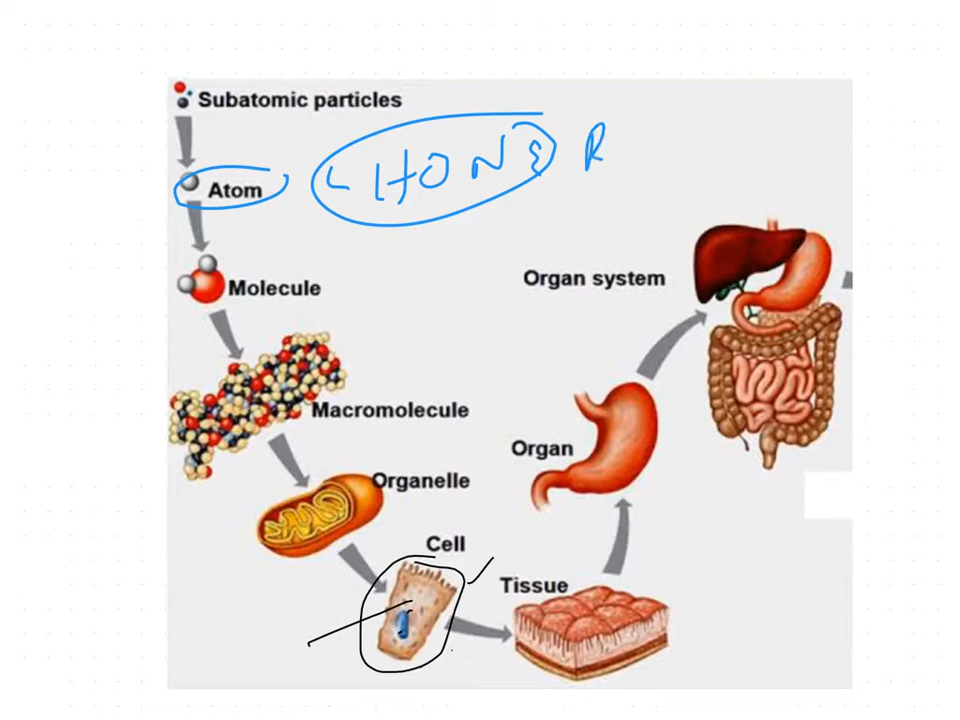 Subatomic particles
CHONS P
Atom
Molecule
Organ system
Macromolecule
Organ
Organelle
Cell
Tissue